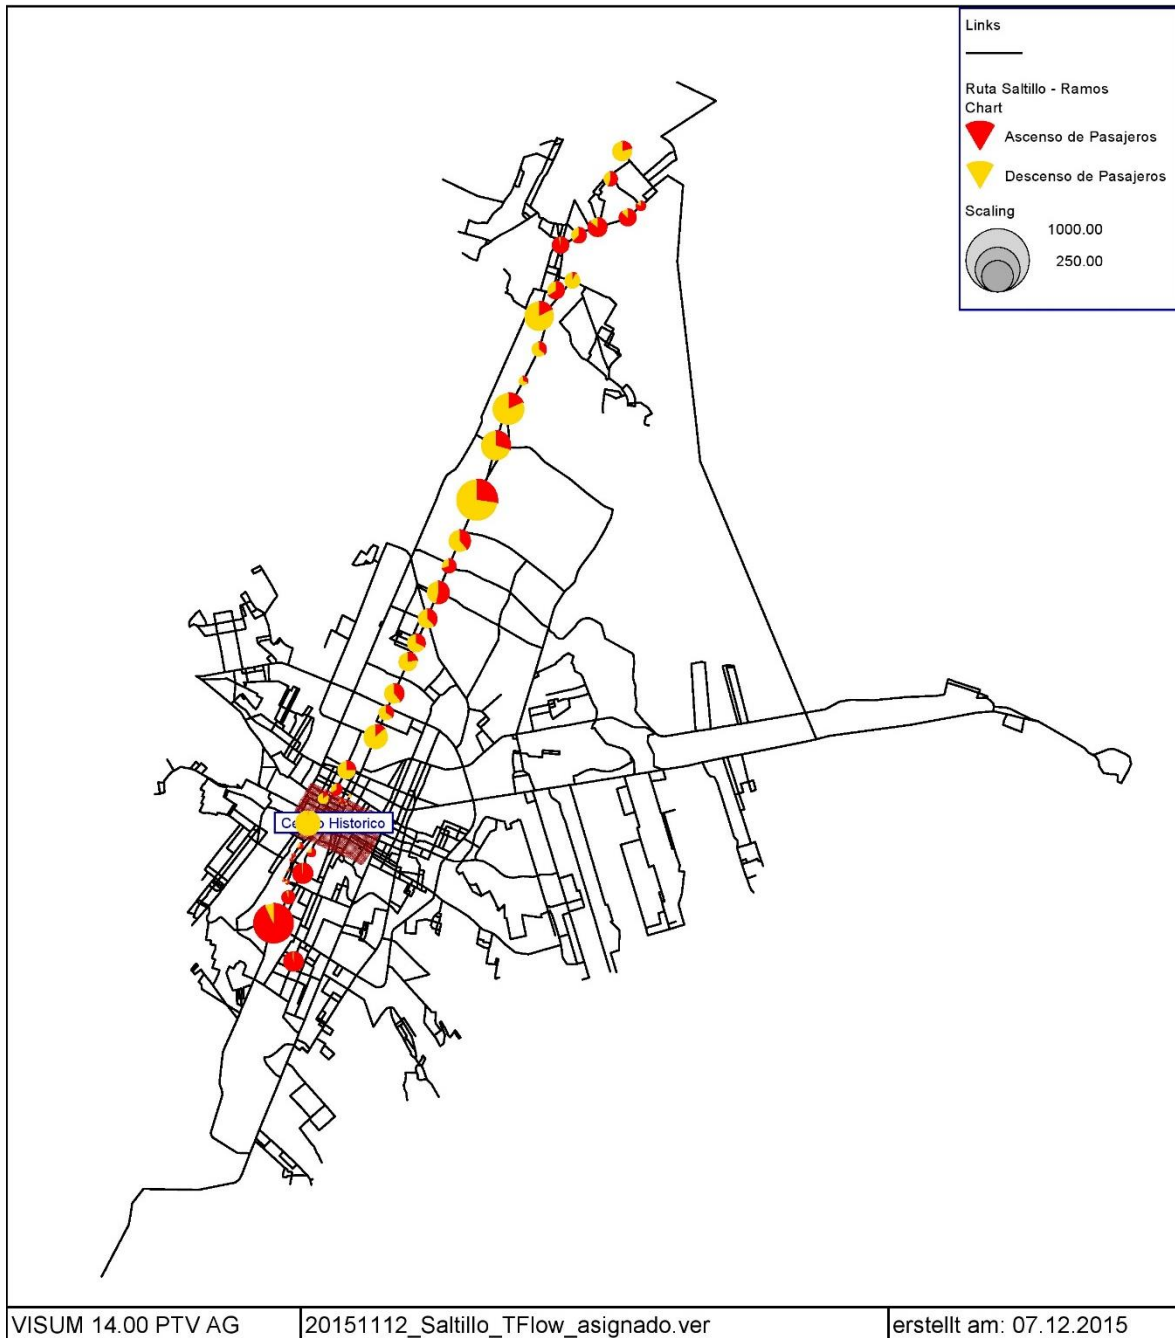 Links
Ruta Saltillo - Ramos
Chart
Ascenso de Pasajeros
Descenso de Pasajeros
Scaling
1000.00
250.00
Historico
VISUM 14.00 PTV AG
20151112_Saltillo_TFlow_asignado.ver
erstellt am: 07.12.2015